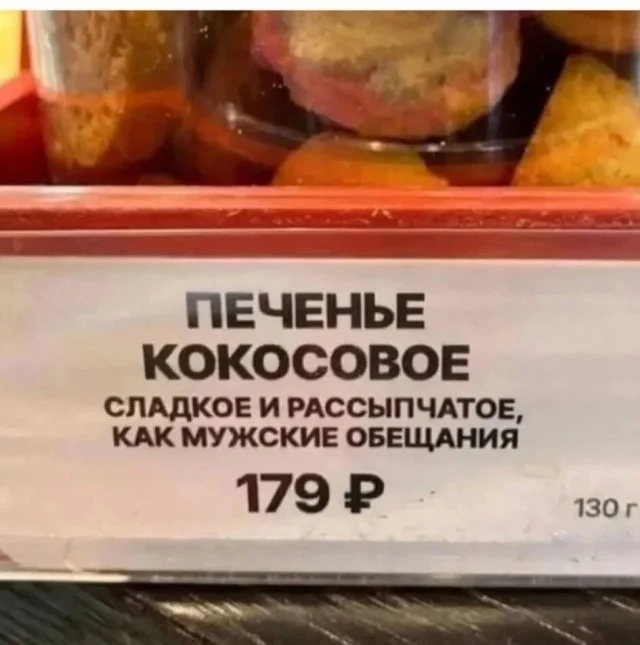 ПЕЧЕНЬЕ
КОКОСОВОЕ
СЛАДКОЕ И РАССЫПЧАТОЕ,
КАК МУЖСКИЕ ОБЕЩАНИЯ
179 ₽
130 г